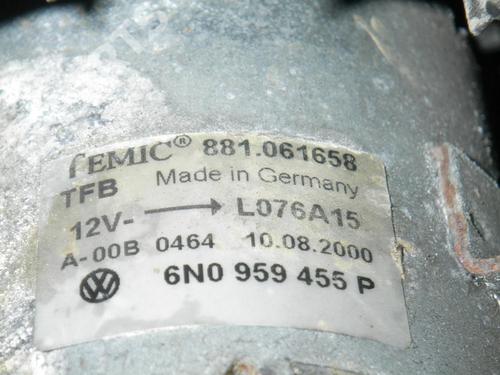 TEMIC® 881.061658
TFB Made in Germany
12V- → L076A15
A-00B 0464 10.08.2000
6N0 959 455 P